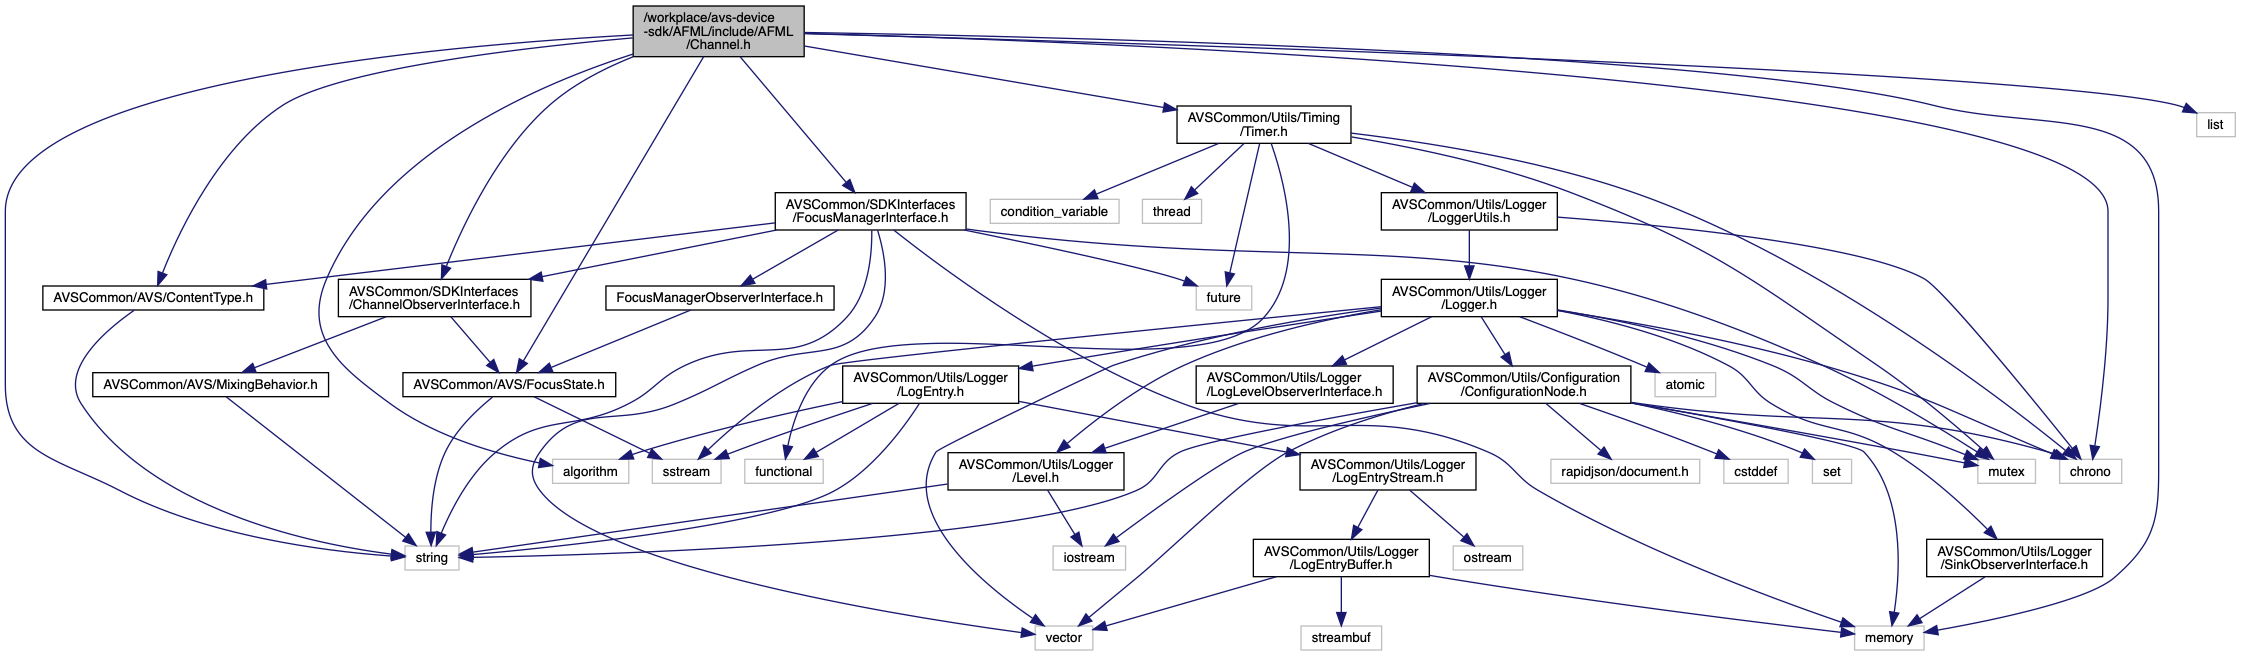 /workplace/avs-device
-sdk/AFML/include/AFML
/Channel.h
AVSCommon/Utils/Timing
/Timer.h
list
AVSCommon/SDKInterfaces
/FocusManagerInterface.h
condition_variable
thread
AVSCommon/Utils/Logger
/LoggerUtils.h
AVSCommon/AVS/ContentType.h
AVSCommon/SDKInterfaces
/ChannelObserverInterface.h
FocusManagerObserverInterface.h
future
AVSCommon/Utils/Logger
/Logger.h
AVSCommon/AVS/MixingBehavior.h
AVSCommon/AVS/FocusState.h
AVSCommon/Utils/Logger
/LogEntry.h
AVSCommon/Utils/Logger
/LogLevelObserverInterface.h
AVSCommon/Utils/Configuration
/ConfigurationNode.h
atomic
algorithm
sstream
functional
AVSCommon/Utils/Logger
/Level.h
AVSCommon/Utils/Logger
/LogEntryStream.h
rapidjson/document.h
cstddef
set
mutex
chrono
string
iostream
AVSCommon/Utils/Logger
/LogEntryBuffer.h
ostream
AVSCommon/Utils/Logger
/SinkObserverInterface.h
vector
streambuf
memory